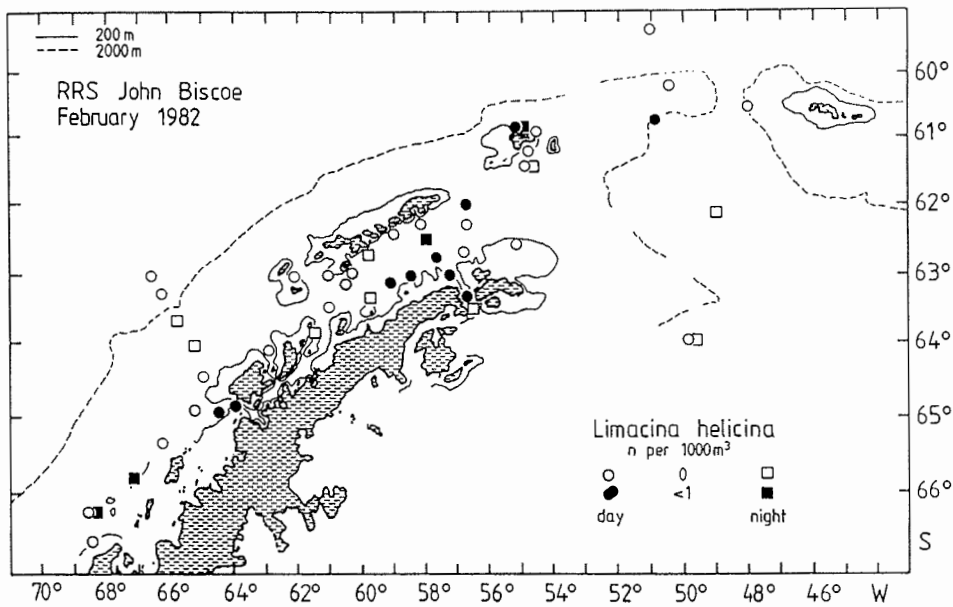 200 m
2000 m
RRS John Biscoe
February 1982
60°
61°
62°
63°
64°
65°
66°
S
Limacina helicina
n per 1000m³
0
<1
day night
70° 68° 66° 64° 62° 60° 58° 56° 54° 52° 50° 48° 46° W